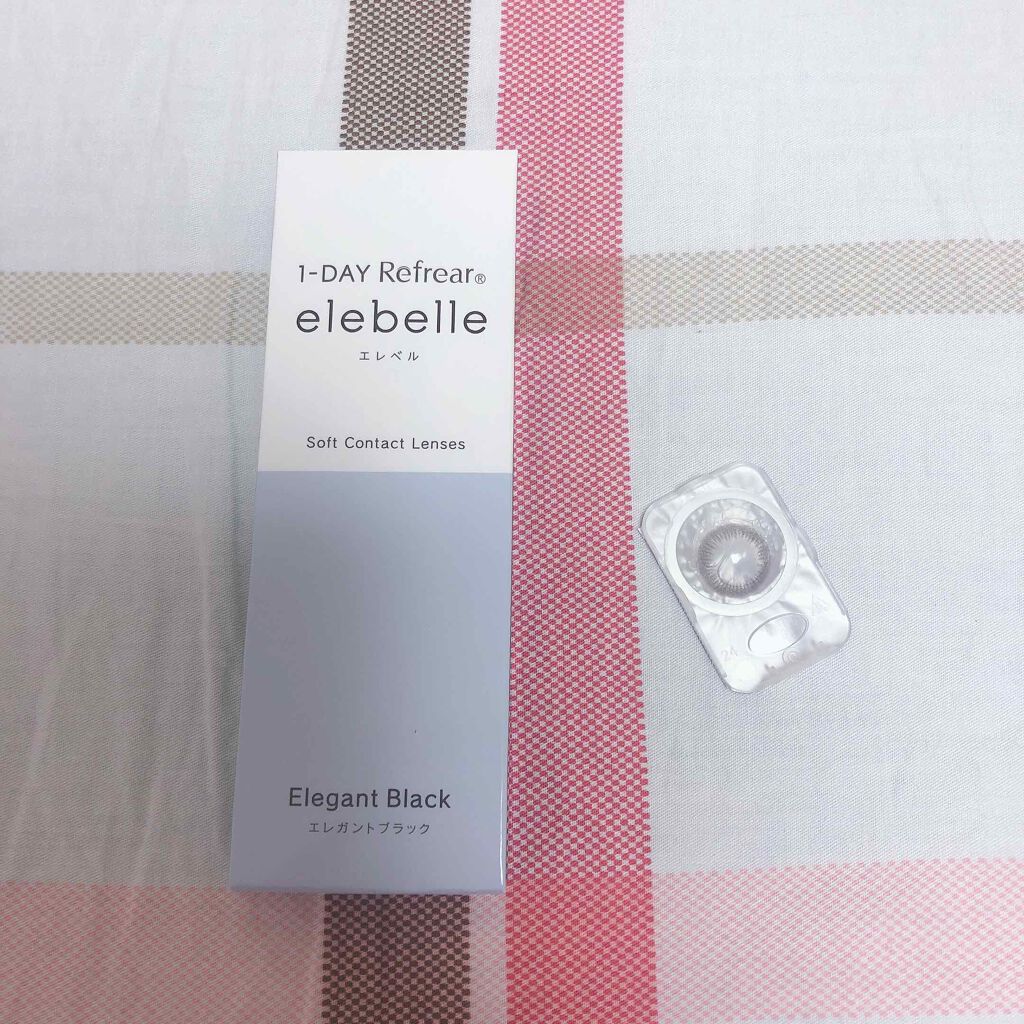 1-DAY Refrear®
elebelle
エレベル
Soft Contact Lenses
Elegant Black
エレガントブラック
24